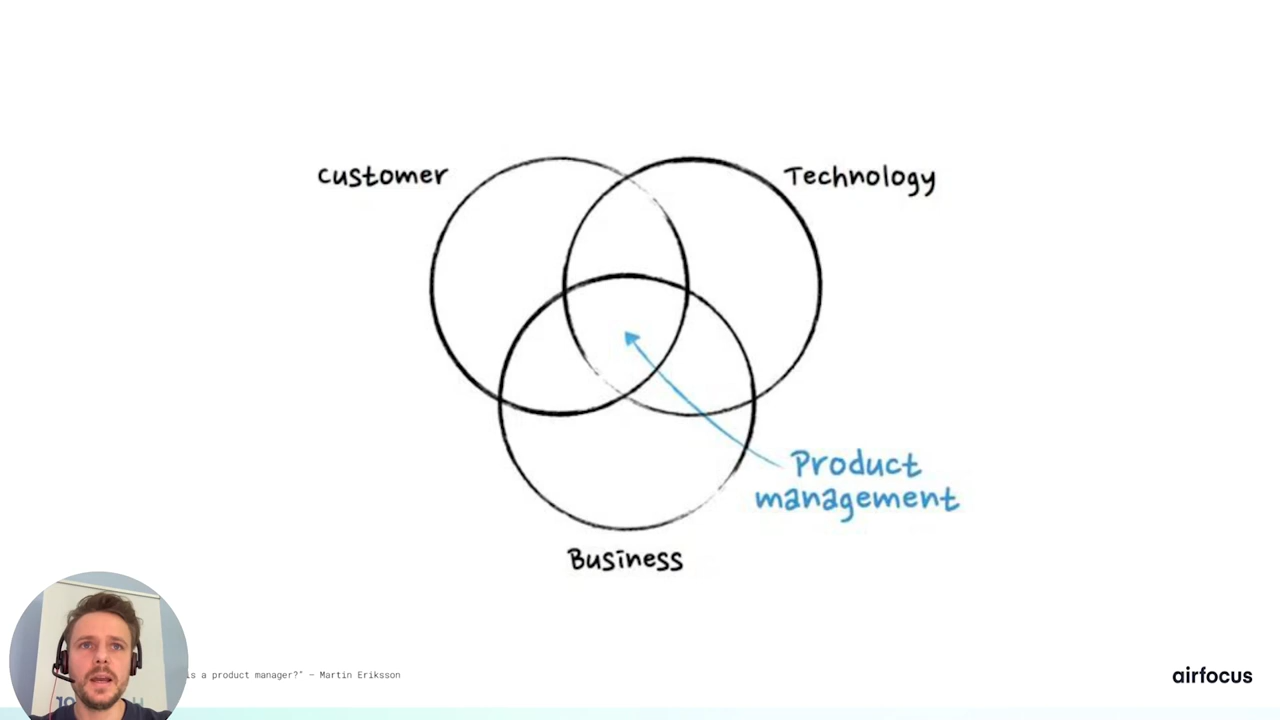 customer
Technology
Product
management
Business
is a product manager?" – Martin Eriksson
airfocus